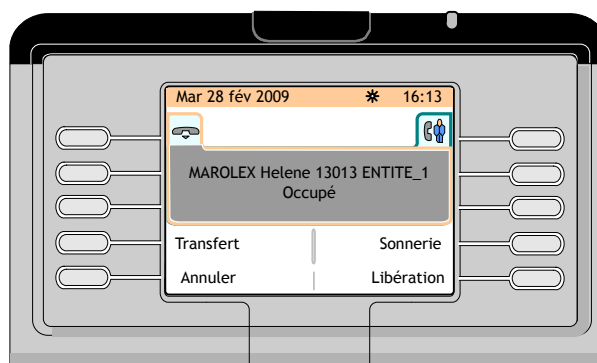 Mar 28 fév 2009 16:13
MAROLEX Helene 13013 ENTITE_1
Occupé
Transfert Sonnerie
Annuler Libération